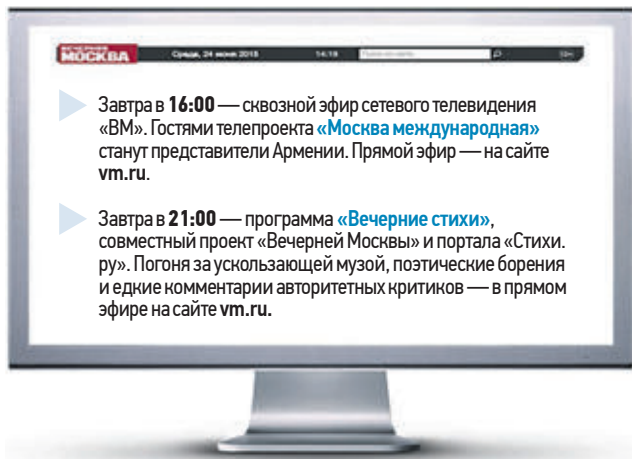 ВЕЧЕРНЯЯ
МОСКВА
Среда, 24 июня 2015 14:19
Завтра в 16:00 — сквозной эфир сетевого телевидения
«ВМ». Гостями телепроекта «Москва международная»
станут представители Армении. Прямой эфир — на сайте
vm.ru.
Завтра в 21:00 — программа «Вечерние стихи»,
совместный проект «Вечерней Москвы» и портала «Стихи.
ру». Погоня за ускользающей музой, поэтические борения
и едкие комментарии авторитетных критиков — в прямом
эфире на сайте vm.ru.